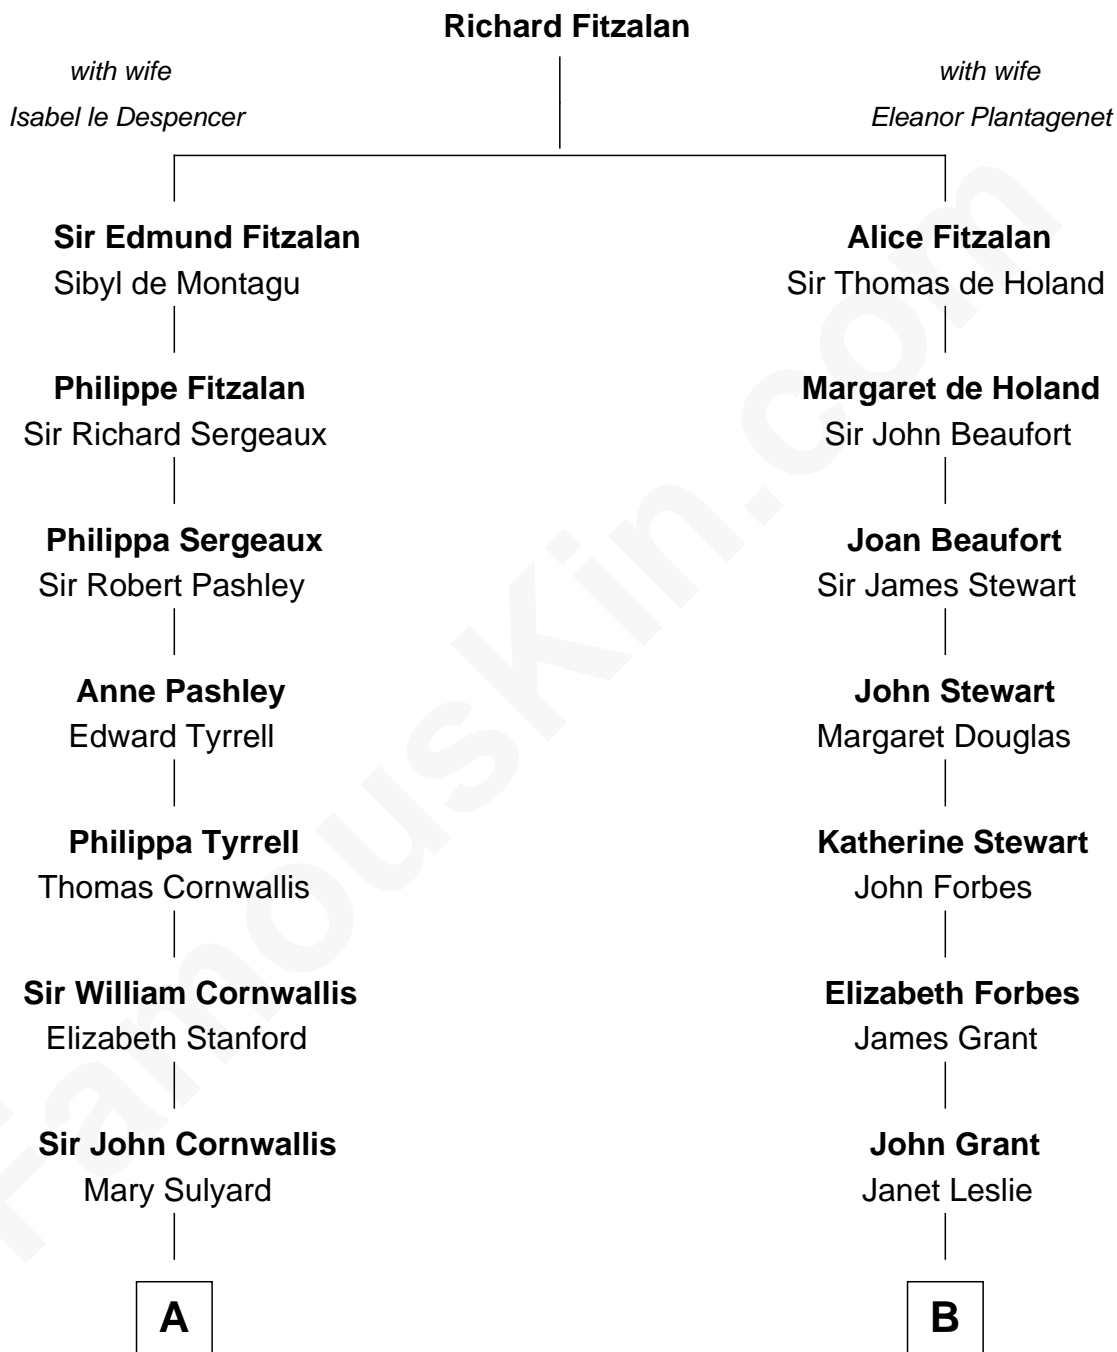 Richard Fitzalan
with wife
Isabel le Despencer
with wife
Eleanor Plantagenet
Sir Edmund Fitzalan
Sibyl de Montagu
Alice Fitzalan
Sir Thomas de Holand
Philippe Fitzalan
Sir Richard Sergeaux
Margaret de Holand
Sir John Beaufort
Philippa Sergeaux
Sir Robert Pashley
Joan Beaufort
Sir James Stewart
Anne Pashley
Edward Tyrrell
John Stewart
Margaret Douglas
Philippa Tyrrell
Thomas Cornwallis
Katherine Stewart
John Forbes
Sir William Cornwallis
Elizabeth Stanford
Elizabeth Forbes
James Grant
Sir John Cornwallis
Mary Sulyard
John Grant
Janet Leslie
A
B
FamousKin.com